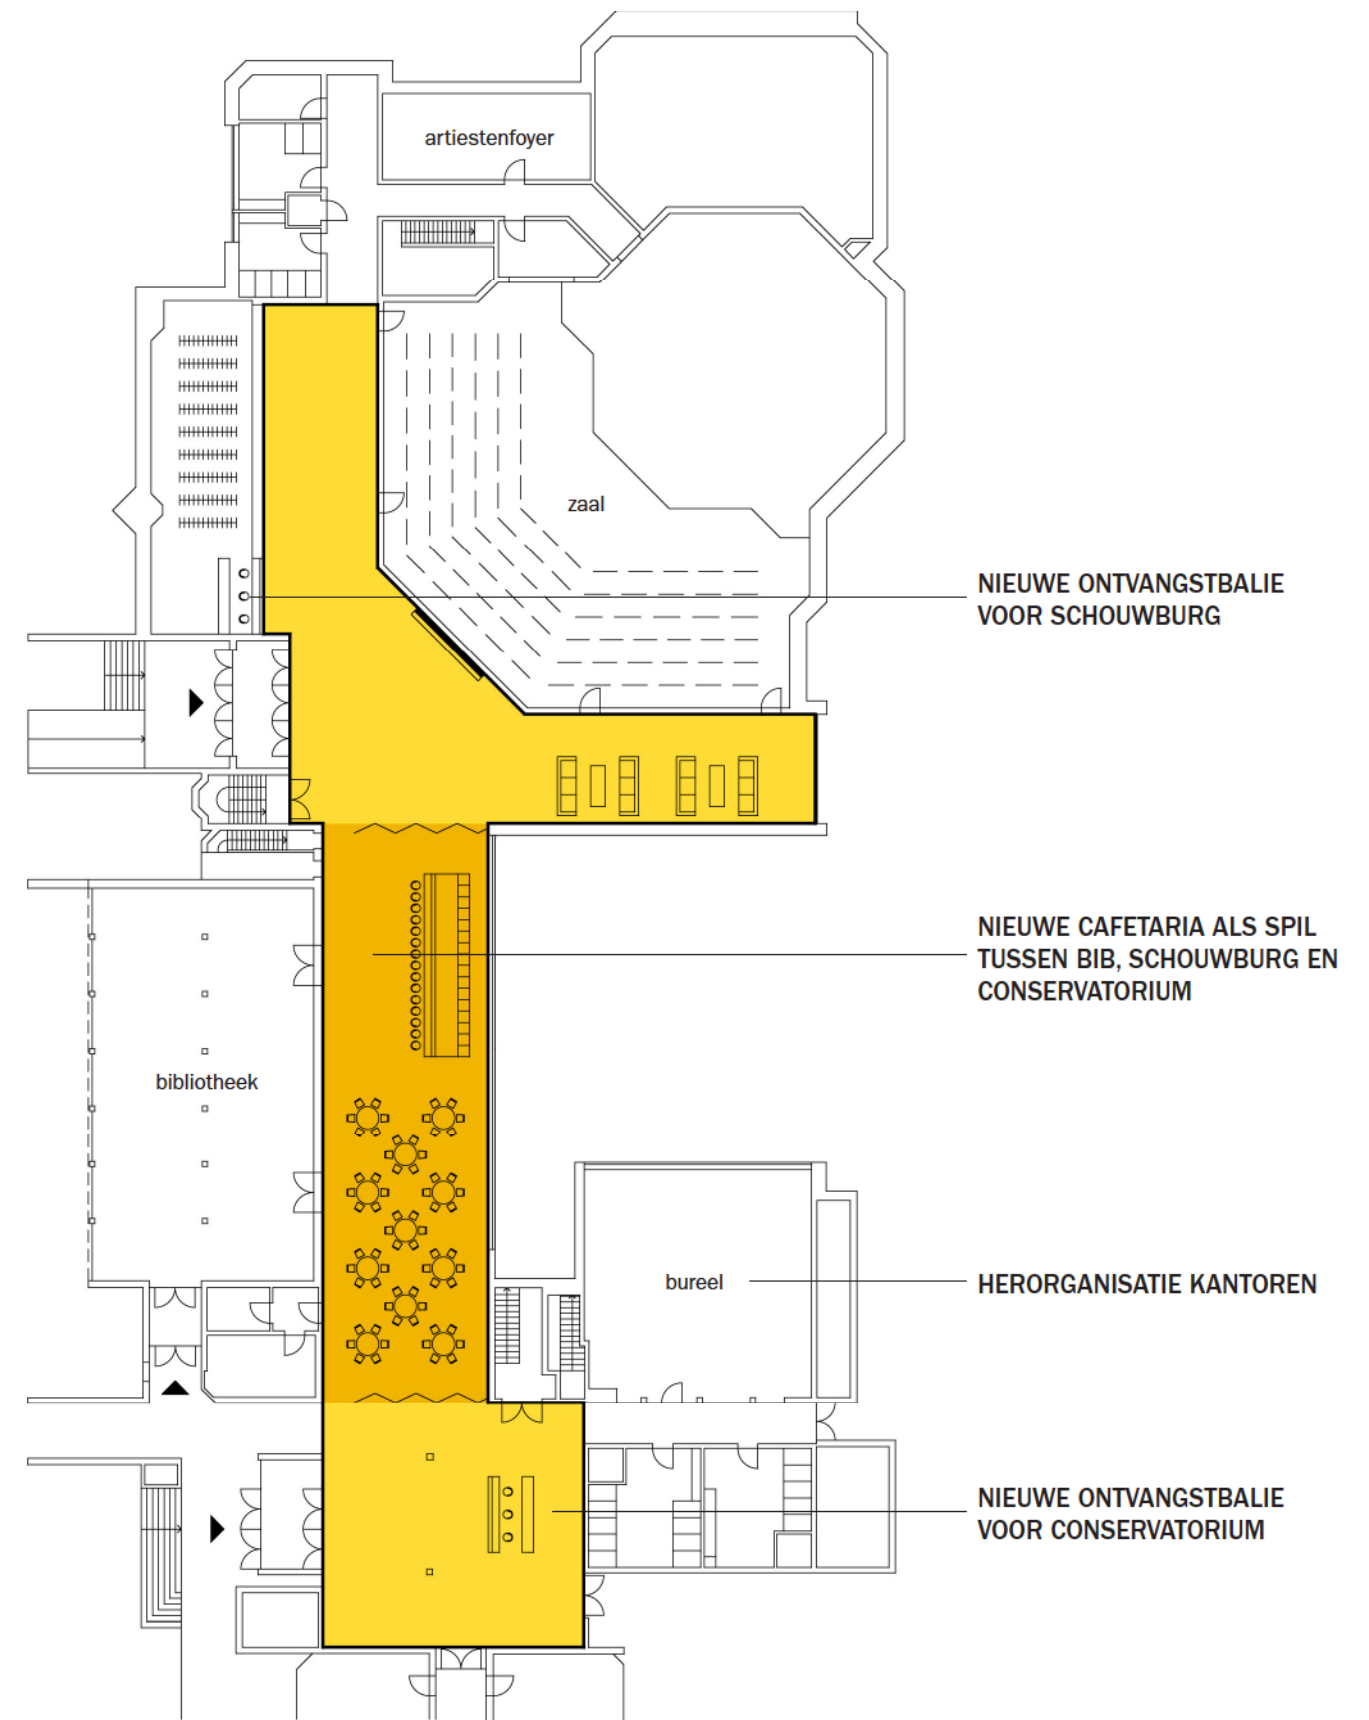 artiestenfoyer
zaal
NIEUWE ONTVANGSTBALIE
VOOR SCHOUWBURG
NIEUWE CAFETARIA ALS SPIL
TUSSEN BIB, SCHOUWBURG EN
CONSERVATORIUM
bibliotheek
bureel
HERORGANISATIE KANTOREN
NIEUWE ONTVANGSTBALIE
VOOR CONSERVATORIUM